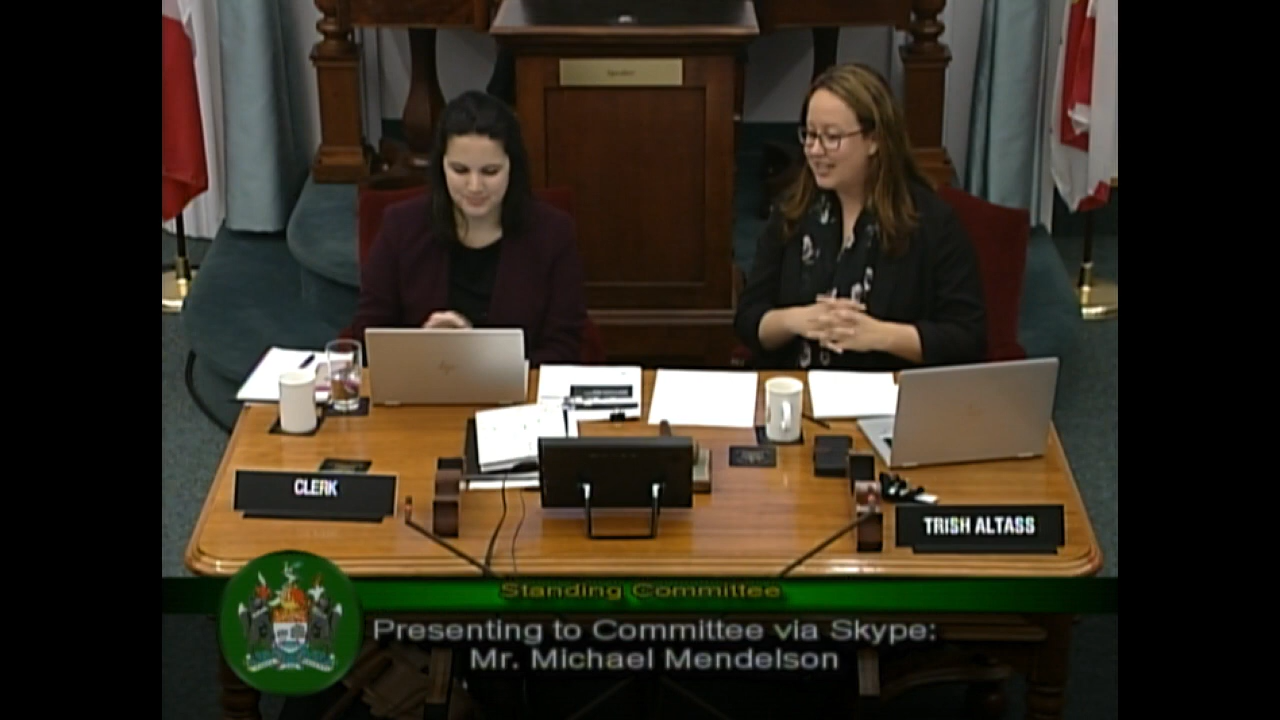 CLERK
TRISH ALTASS
Standing Committee
Presenting to Committee via Skype:
Mr. Michael Mendelson